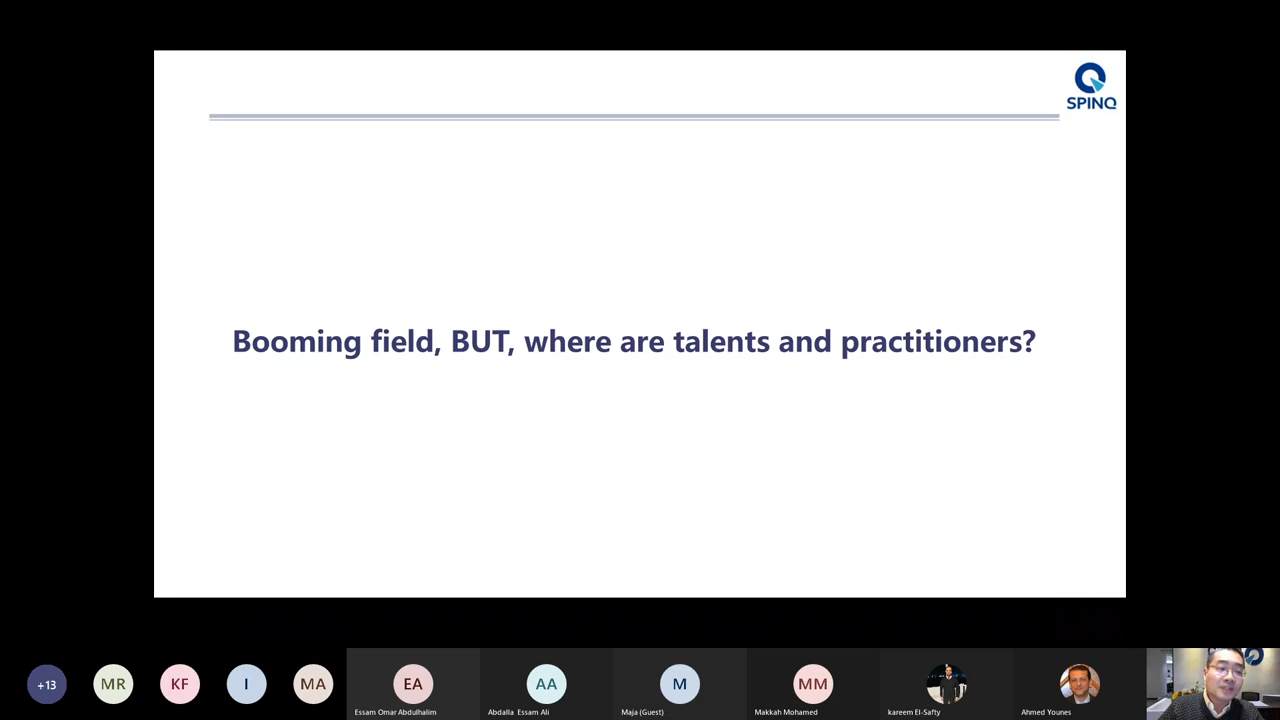 SPINQ
Booming field, BUT, where are talents and practitioners?
+13
MR
KF
I
MA
EA
AA
M
MM
Essam Omar Abdulhalim
Abdalla Essam Ali
Maja (Guest)
Makkah Mohamed
kareem El-Safty
Ahmed Younes